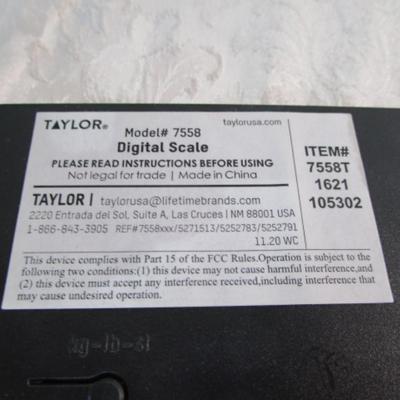 TAYLOR®
taylorusa.com
Model# 7558
Digital Scale
PLEASE READ INSTRUCTIONS BEFORE USING
Not legal for trade | Made in China
ITEM#
7558T
1621
105302
TAYLOR | taylorusa@lifetimebrands.com
2220 Entrada del Sol, Suite A, Las Cruces | NM 88001 USA
1-866-843-3905 REF#7558xxx/5271513/5252783/5252791
11.20 WC
This device complies with Part 15 of the FCC Rules.Operation is subject to the
following two conditions:(1) this device may not cause harmful interference,and
(2) this device must accept any interference received,including interference that
may cause undesired operation.
kg-lb-st